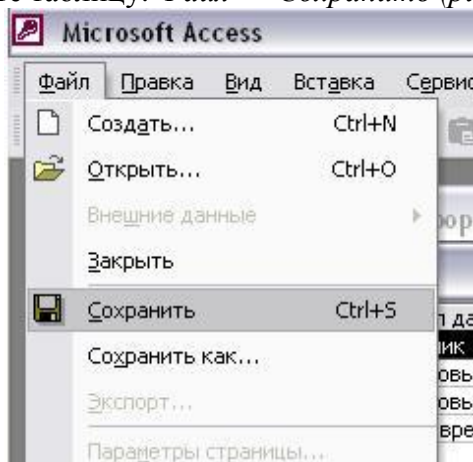 таблицу. Файл – Сохранить
Microsoft Access
Файл Правка Вид Вставка Сервис
Создать... Ctrl+N
Открыть... Ctrl+O
Внешние данные
Закрыть
Сохранить Ctrl+S
Сохранить как...
Экспорт...
Параметры страницы...